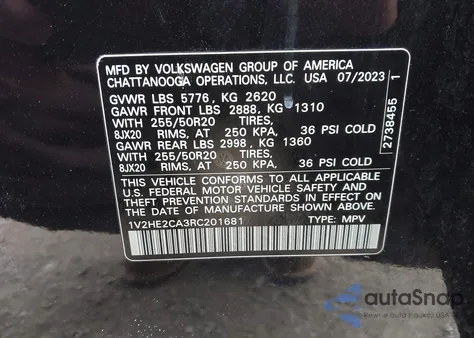 MFD BY VOLKSWAGEN GROUP OF AMERICA
CHATTANOOGA OPERATIONS, LLC. USA 07/2023
GVWR LBS 5776, KG 2620
GAWR FRONT LBS 2888, KG 1310
WITH 255/50R20 TIRES,
8JX20 RIMS, AT 250 KPA, 36 PSI COLD
GAWR REAR LBS 2998, KG 1360
WITH 255/50R20 TIRES,
8JX20 RIMS, AT 250 KPA, 36 PSI COLD
THIS VEHICLE CONFORMS TO ALL APPLICABLE
U.S. FEDERAL MOTOR VEHICLE SAFETY AND
THEFT PREVENTION STANDARDS IN EFFECT ON
THE DATE OF MANUFACTURE SHOWN ABOVE.
1V2HE2CA3RC201681 TYPE: MPV
2738455 1
autoSnap